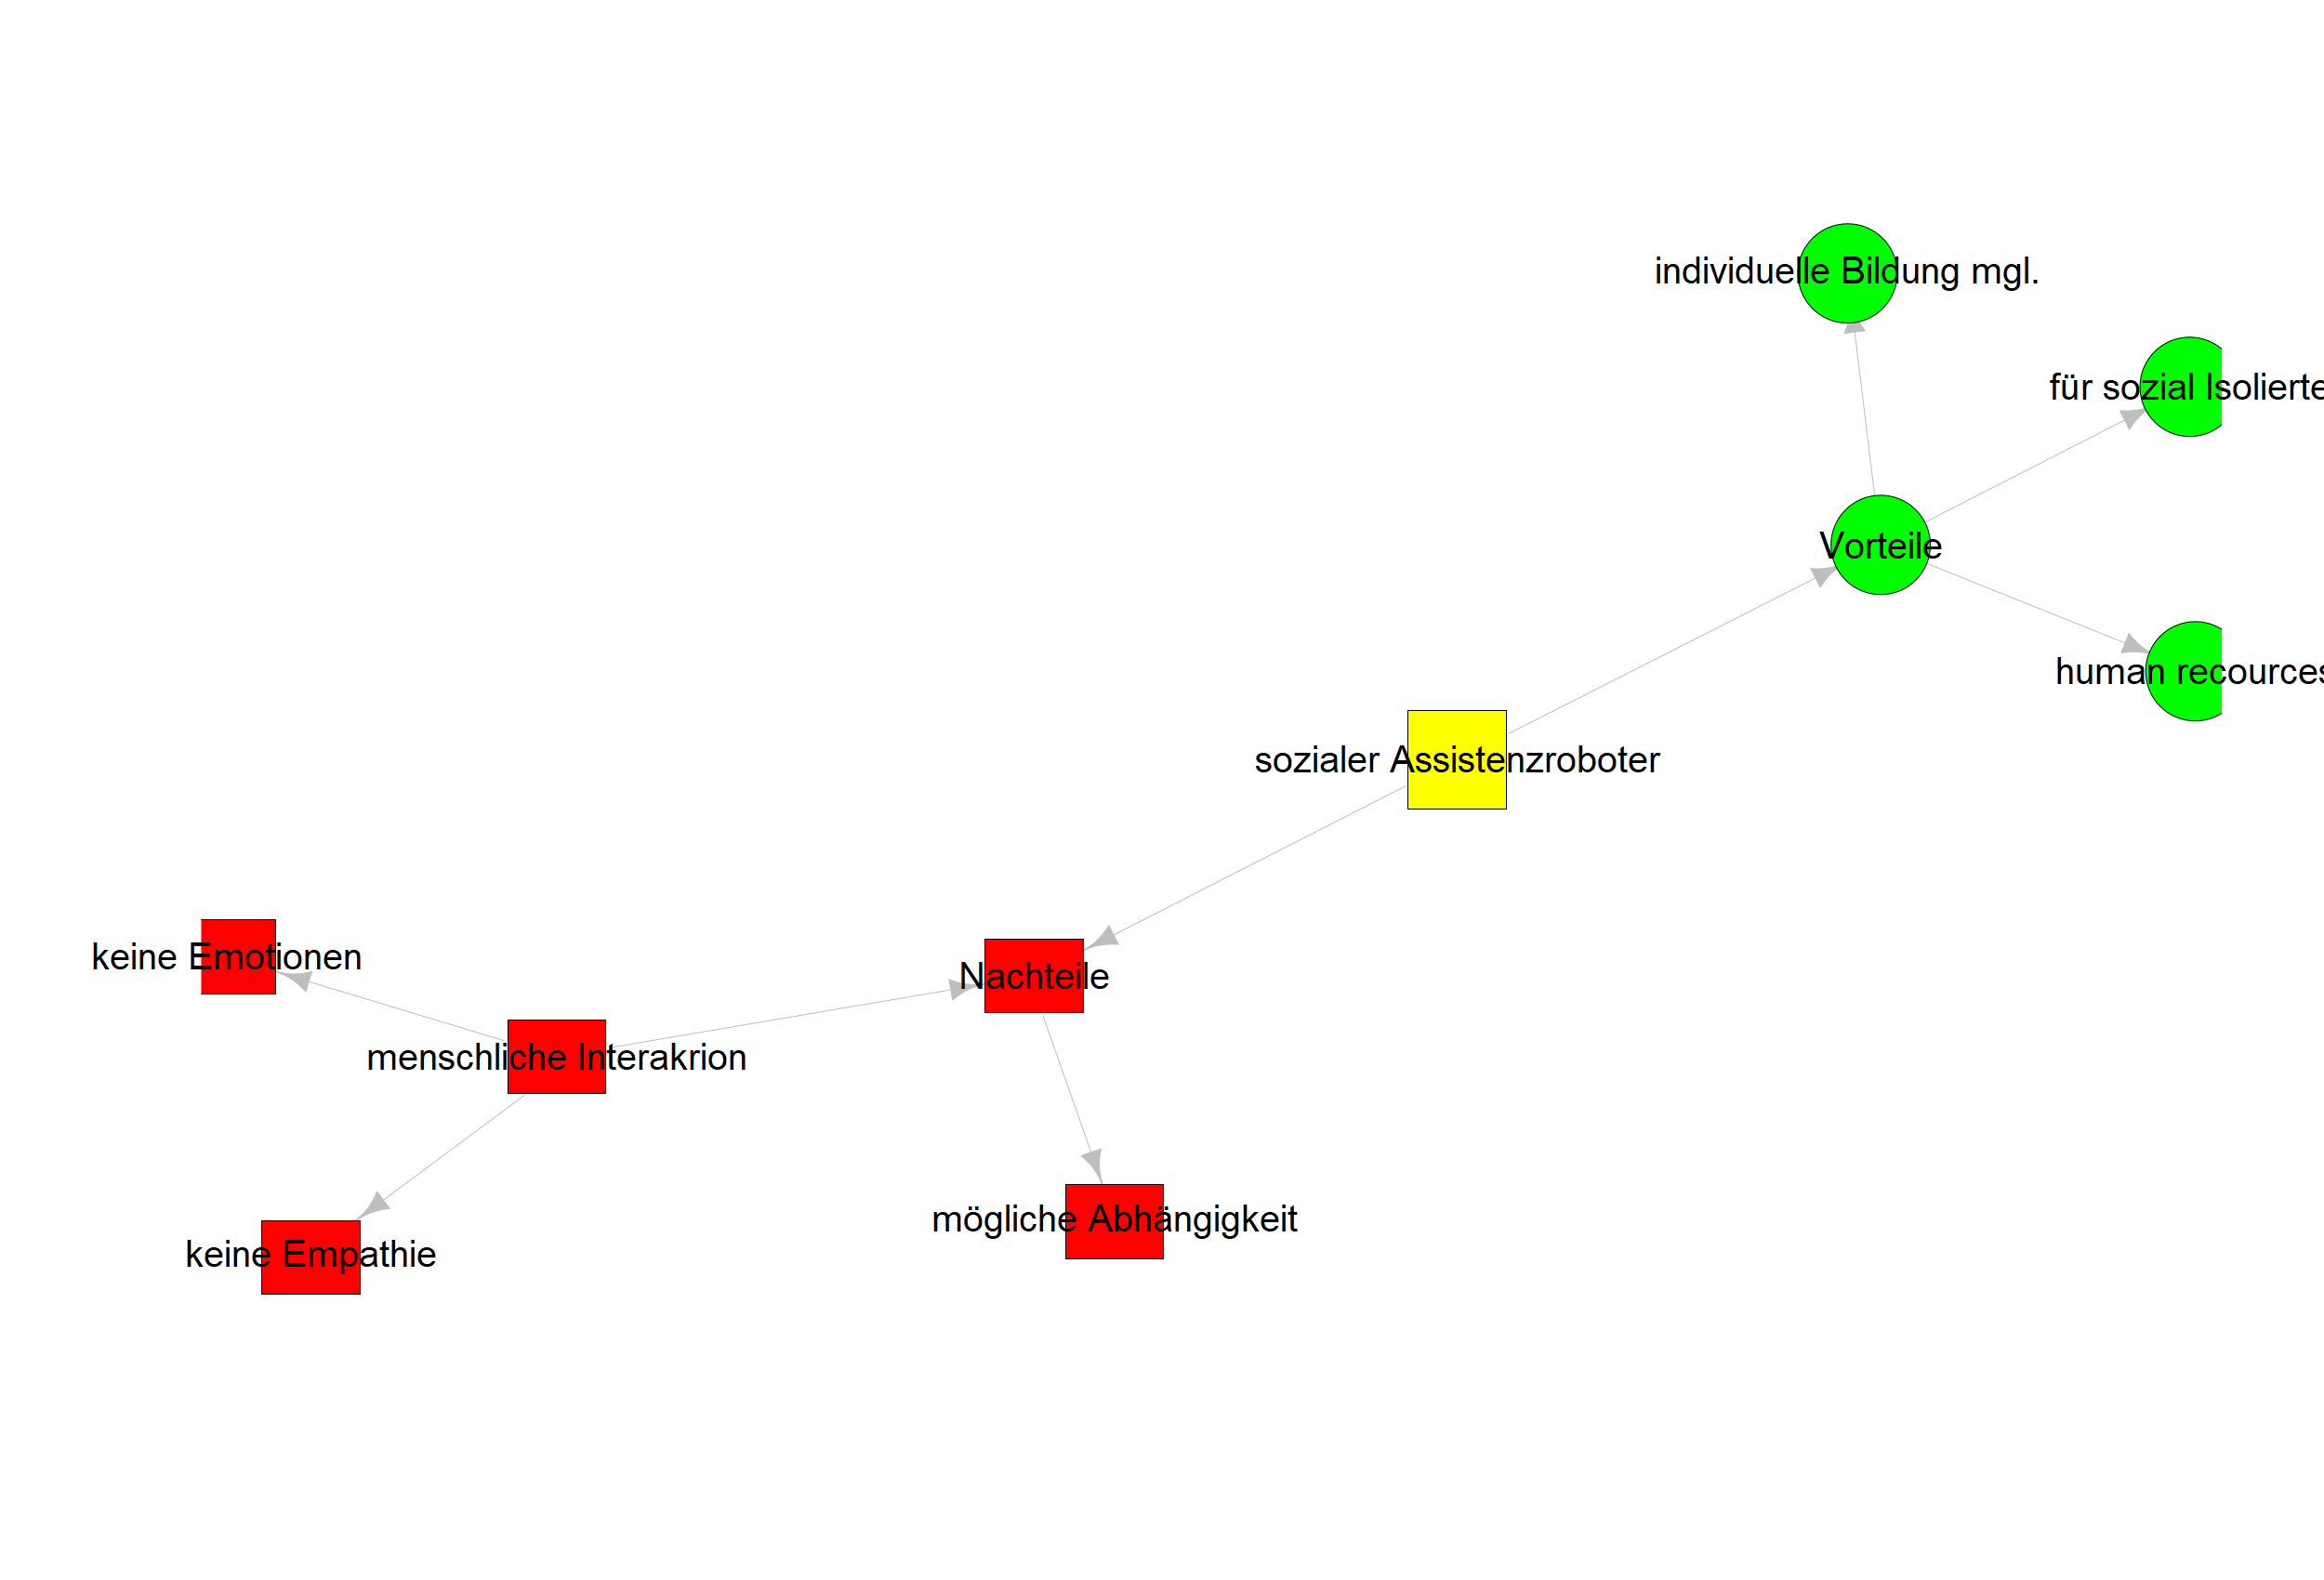 individuelle Bildung mgl.
für sozial Isolierte
Vorteile
human recources
sozialer Assistenzroboter
keine Emotionen
Nachteile
menschliche Interakrion
mögliche Abhängigkeit
keine Empathie